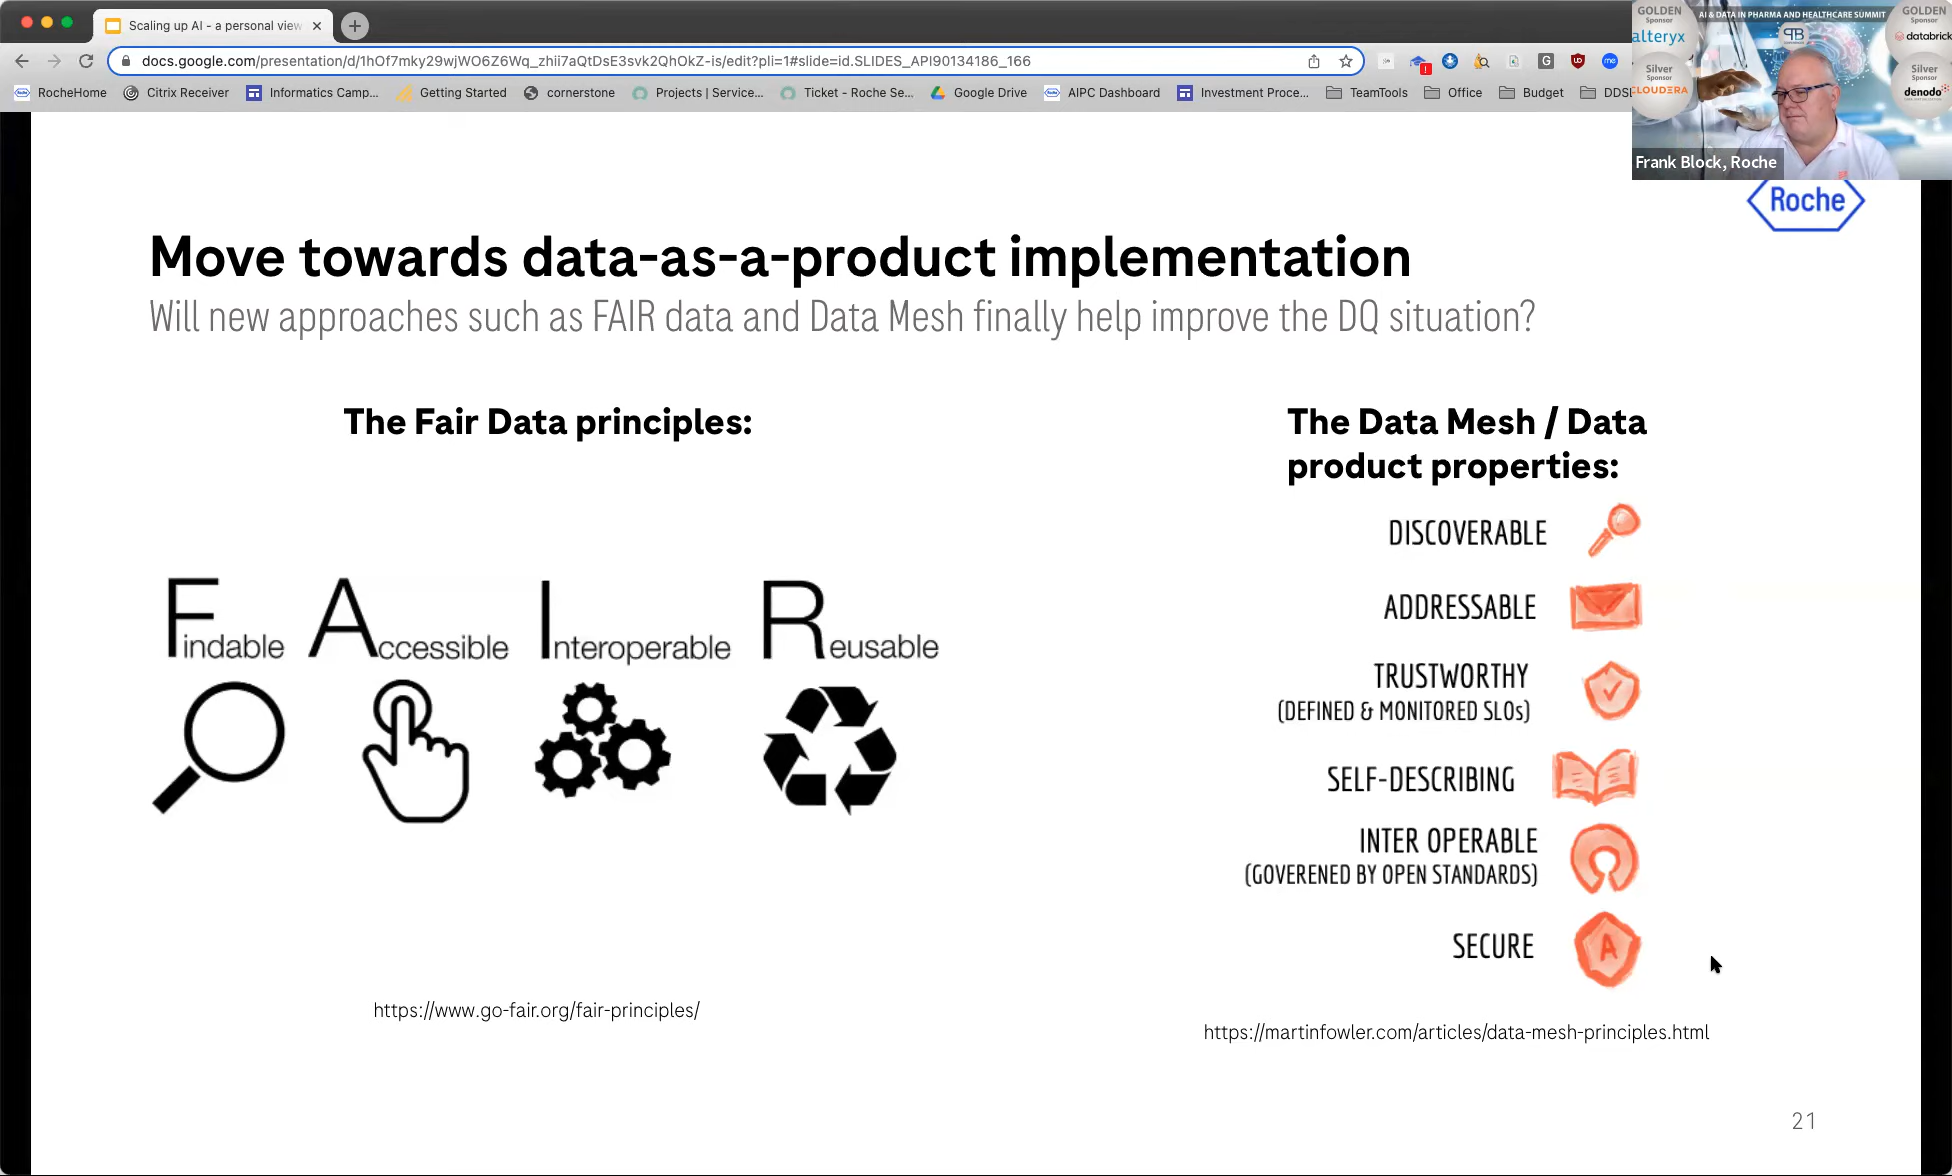 Scaling up AI - a personal view
docs.google.com/presentation/d/1hOf7mky29wjWO6Z6Wq_zhii7aQtDsE3svk2QhOkZ-is/edit?pli=1#slide=id.SLIDES_API90134186_166
RocheHome Citrix Receiver Informatics Camp... Getting Started cornerstone Projects | Service... Ticket - Roche Se... Google Drive AIPC Dashboard Investment Proce... TeamTools Office Budget DDSI
GOLDEN Sponsor
alteryx
AI & DATA IN PHARMA AND HEALTHCARE SUMMIT
GOLDEN Sponsor
databrick
Silver Sponsor
CLOUDERA
Silver Sponsor
denodo
Frank Block, Roche
Roche
Move towards data-as-a-product implementation
Will new approaches such as FAIR data and Data Mesh finally help improve the DQ situation?
The Fair Data principles:
Findable Accessible Interoperable Reusable
https://www.go-fair.org/fair-principles/
The Data Mesh / Data
product properties:
DISCOVERABLE
ADDRESSABLE
TRUSTWORTHY
(DEFINED & MONITORED SLOs)
SELF-DESCRIBING
INTER OPERABLE
(GOVERENED BY OPEN STANDARDS)
SECURE
A
https://martinfowler.com/articles/data-mesh-principles.html
21